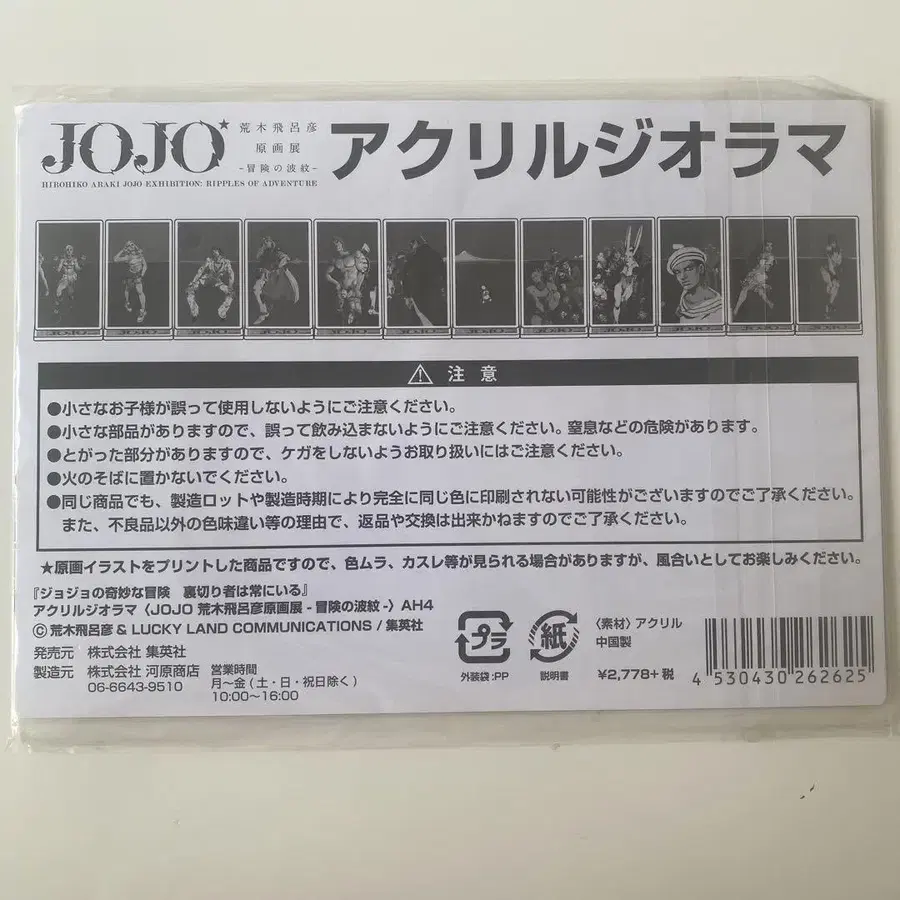 JOJO★
荒木飛呂彦
原画展
-冒険の波紋-
HIROHIKO ARAKI JOJO EXHIBITION: RIPPLES OF ADVENTURE
アクリルジオラマ
JOJO JOJO JOJO JOJO JOJO JOJO JOJO JOJO JOJO JOJO JOJO JOJO
注意
●小さなお子様が誤って使用しないようにご注意ください。
●小さな部品がありますので、誤って飲み込まないようにご注意ください。窒息などの危険があります。
●とがった部分がありますので、ケガをしないようお取り扱いにはご注意ください。
●火のそばに置かないでください。
●同じ商品でも、製造ロットや製造時期により完全に同じ色に印刷されない可能性がございますのでご了承ください。
また、不良品以外の色味違い等の理由で、返品や交換は出来かねますのでご了承ください。
★原画イラストをプリントした商品ですので、色ムラ、カスレ等が見られる場合がありますが、風合いとしてお楽しみください。
『ジョジョの奇妙な冒険 裏切り者は常にいる』
アクリルジオラマ〈JOJO 荒木飛呂彦原画展 - 冒険の波紋 -〉AH4
© 荒木飛呂彦 & LUCKY LAND COMMUNICATIONS / 集英社
発売元 株式会社 集英社
製造元 株式会社 河原商店
06-6643-9510
営業時間
月～金 ( 土・日・祝日除く )
10:00～16:00
プラ
外装袋:PP
紙
説明書
〈素材〉アクリル
中国製
¥2,778+税
4 530430 262625